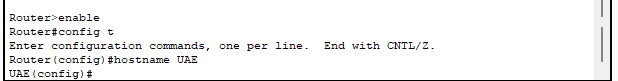 Router>enable
Router#config t
Enter configuration commands, one per line.  End with CNTL/Z.
Router(config)#hostname UAE
UAE(config)#